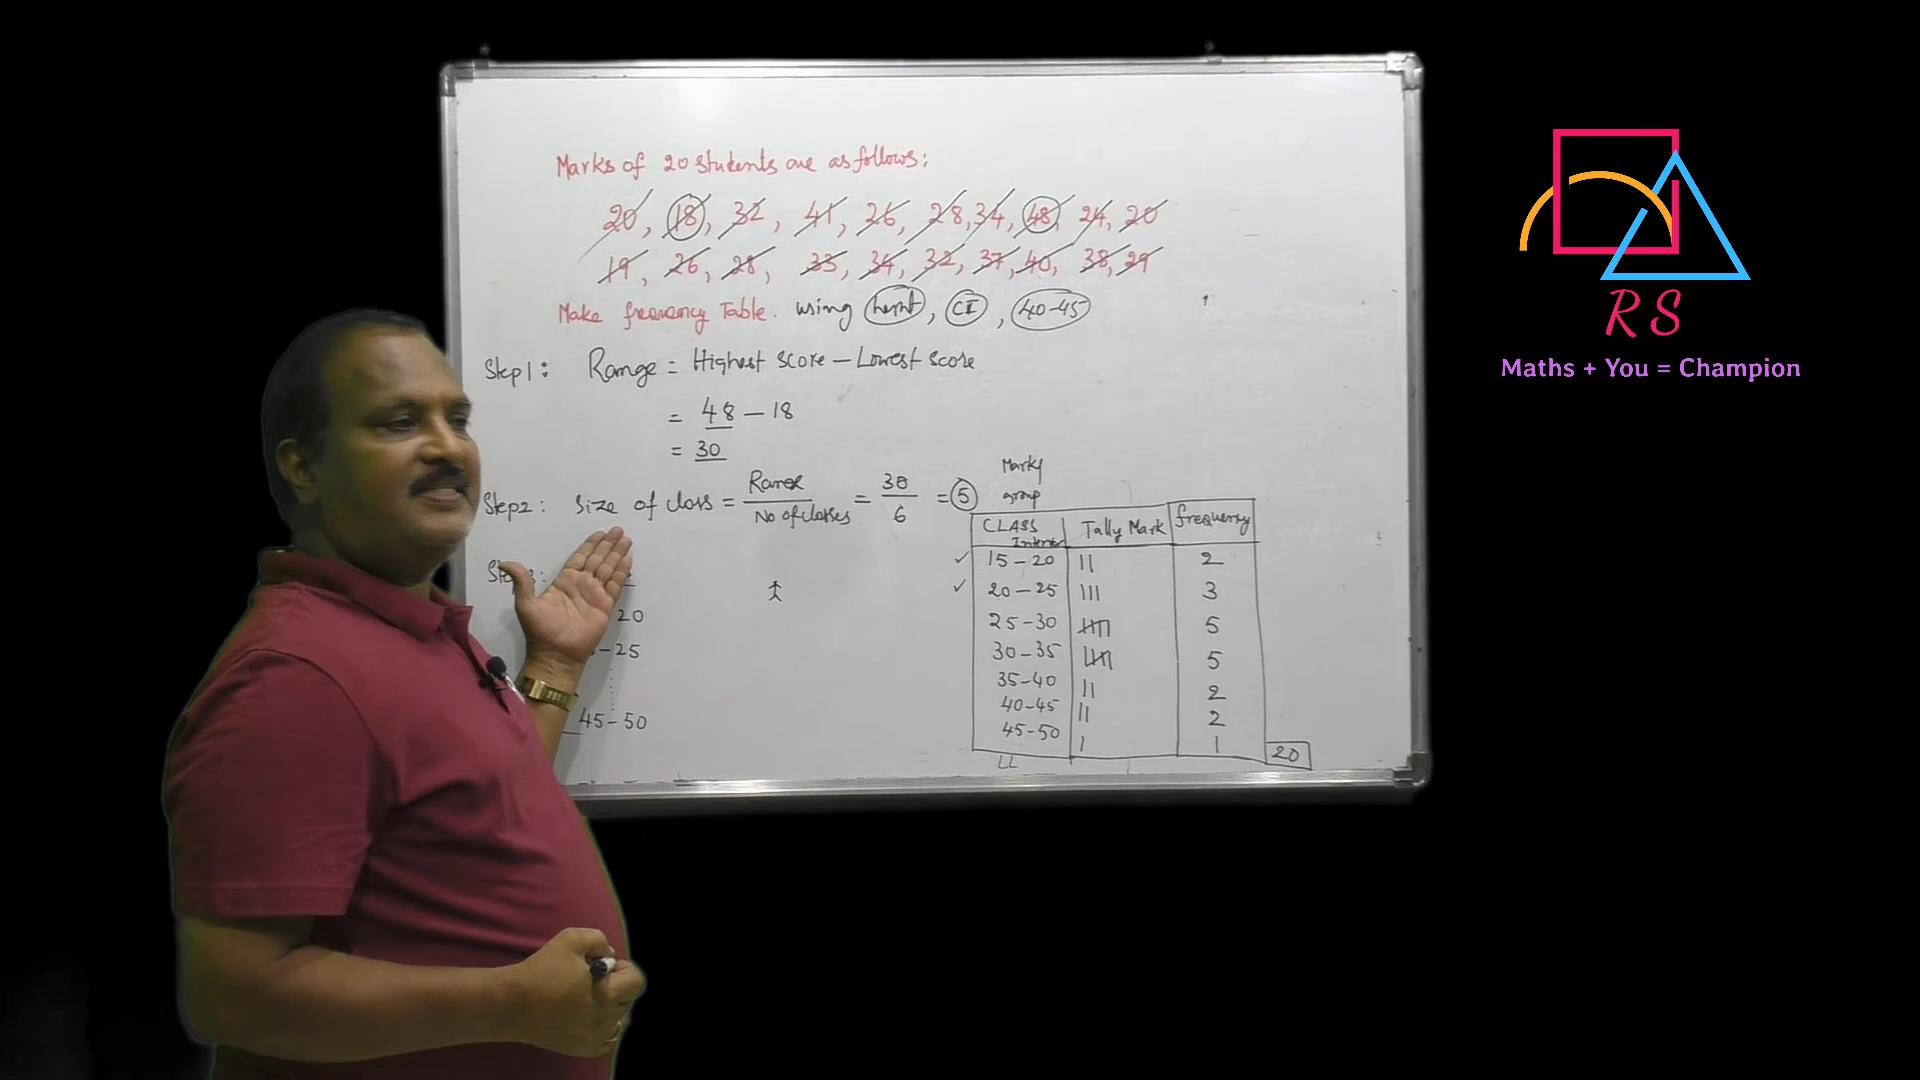 Marks of 20 students are as follows:
20, 18, 32, 41, 26, 28, 34, 48, 24, 20
19, 26, 28, 33, 34, 32, 37, 40, 38, 29
Make frequency Table. using , CI , 40-45
Step1: Range = Highest score - Lowest score
= 48 - 18
= 30
Step2: Size of class = Range / No of classes = 30 / 6 = 5
20
-25
45-50
Marks
group
CLASS Tally Mark frequency
15-20 || 2
20-25 ||| 3
25-30 5
30-35 5
35-40 || 2
40-45 || 2
45-50 | 1
20
LL
RS
Maths + You = Champion